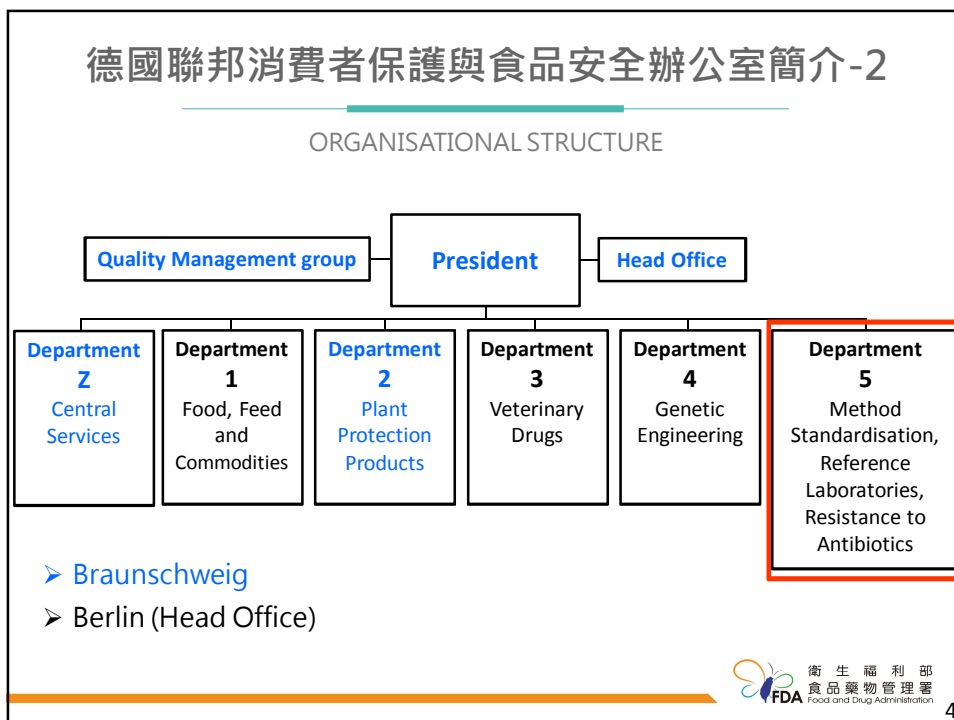 德國聯邦消費者保護與食品安全辦公室簡介-2
ORGANISATIONAL STRUCTURE
Quality Management group
President
Head Office
Department
Z
Central
Services
Department
1
Food, Feed
and
Commodities
Department
2
Plant
Protection
Products
Department
3
Veterinary
Drugs
Department
4
Genetic
Engineering
Department
5
Method
Standardisation,
Reference
Laboratories,
Resistance to
Antibiotics
➢ Braunschweig
➢ Berlin (Head Office)
FDA
衛生福利部
食品藥物管理署
Food and Drug Administration
4